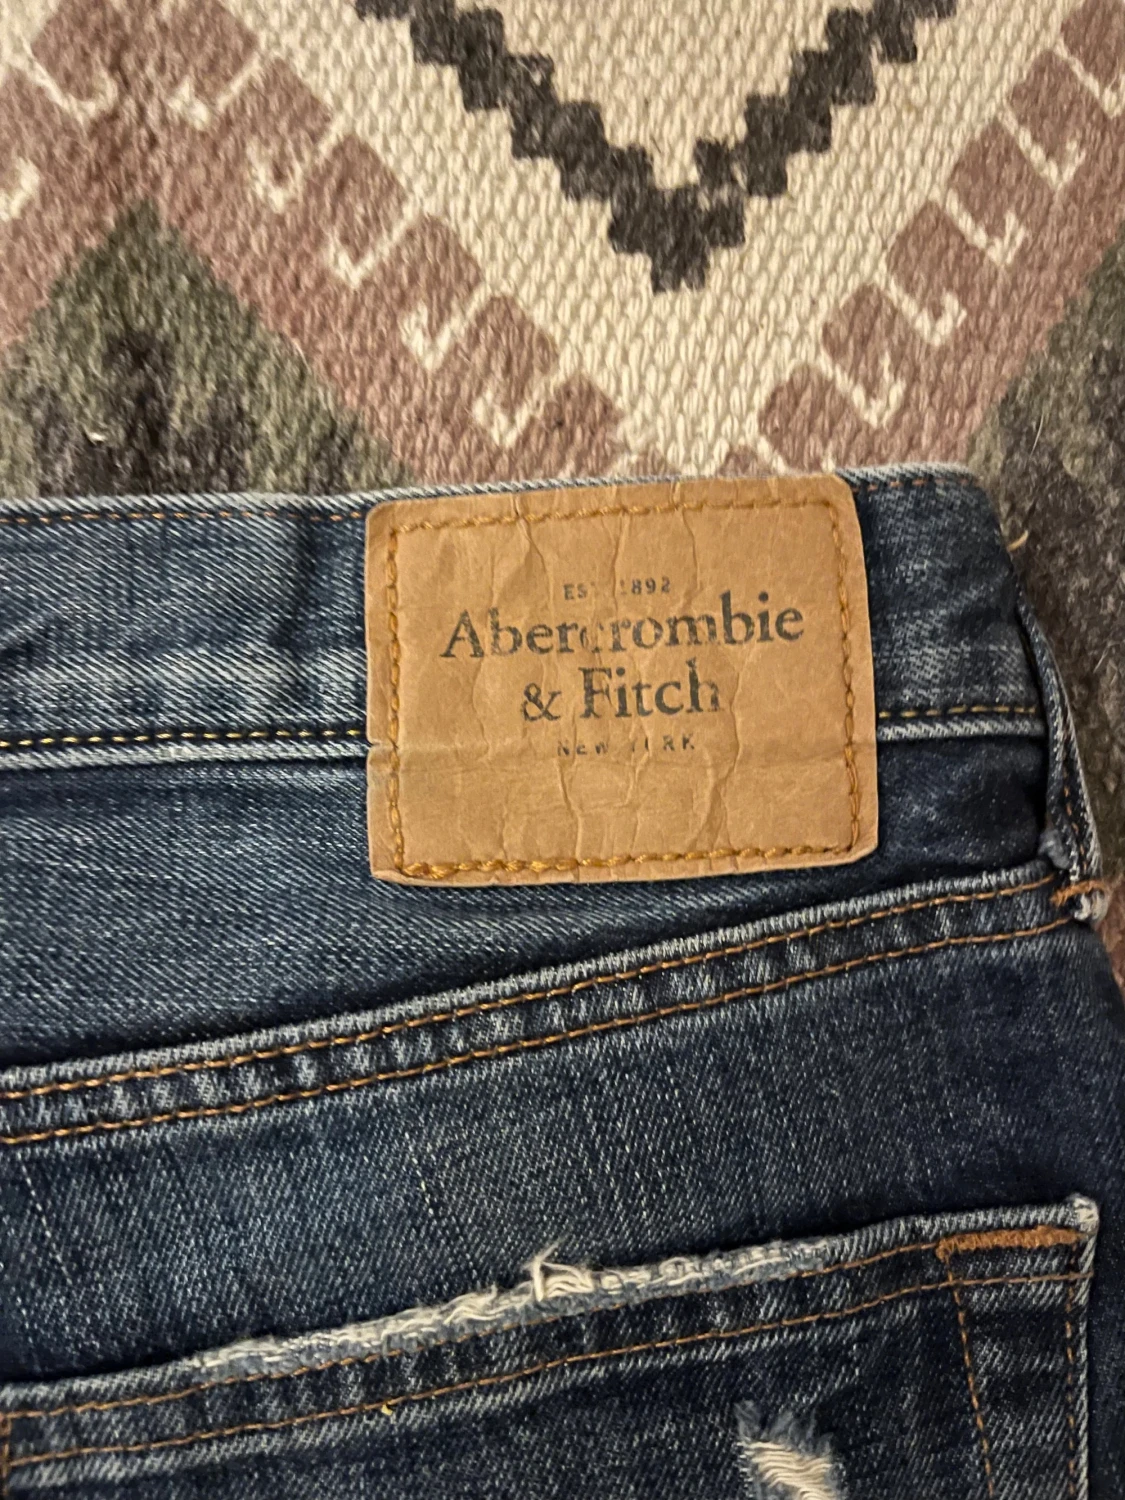 EST 1892
Abercrombie
& Fitch
NEW YORK